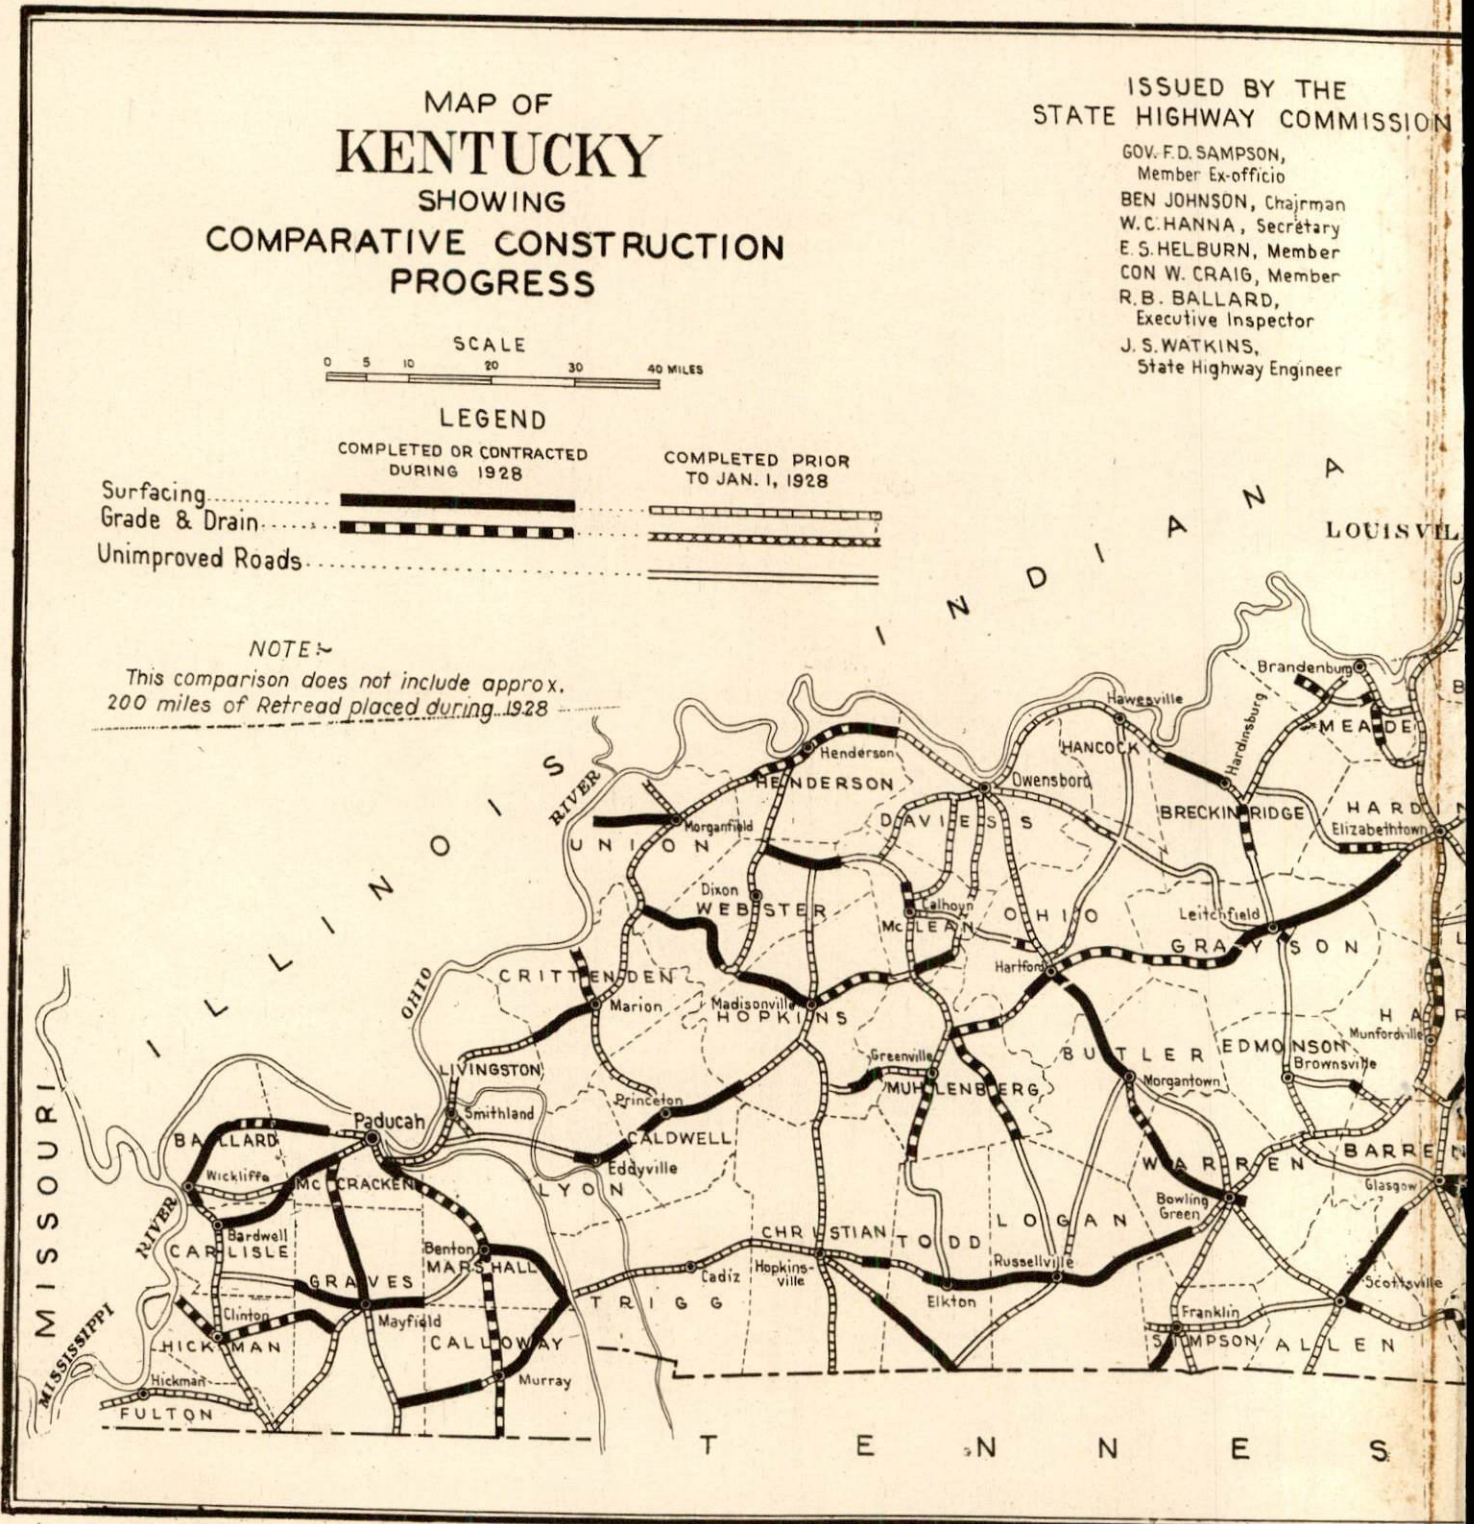 MAP OF
KENTUCKY
SHOWING
COMPARATIVE CONSTRUCTION
PROGRESS
ISSUED BY THE
STATE HIGHWAY COMMISSION
GOV. F.D. SAMPSON,
Member Ex-officio
BEN JOHNSON, Chairman
W.C. HANNA, Secretary
E.S. HELBURN, Member
CON W. CRAIG, Member
R.B. BALLARD,
Executive Inspector
J.S. WATKINS,
State Highway Engineer
SCALE
0 5 10 20 30 40 MILES
LEGEND
COMPLETED OR CONTRACTED
DURING 1928
COMPLETED PRIOR
TO JAN. 1, 1928
Surfacing
Grade & Drain
Unimproved Roads
NOTE:-
This comparison does not include approx.
200 miles of Retread placed during 1928
INDIANA
LOUISVIL
ILLINOIS
Brandenburg
MEADE
Hawesville
HANCOCK
Hardinsburg
BRECKINRIDGE
HARDIN
Elizabethtown
Henderson
HENDERSON
Owensboro
DAVIESS
RIVER
Morganfield
UNION
Dixon
WEBSTER
Calhoun
McLEAN
OHIO
Leitchfield
GRAYSON
Hartford
OHIO
CRITTENDEN
Marion
Madisonville
HOPKINS
HAR
Munfordville
EDMONSON
Brownsville
BUTLER
Morgantown
Greenville
MUHLENBERG
LIVINGSTON
Smithland
Princeton
CALDWELL
Paducah
BALLARD
Wickliffe
McCRACKEN
Eddyville
LYON
WARREN
BARREN
Glasgow
Bowling
Green
MISSOURI
RIVER
Bardwell
CARLISLE
Benton
MARSHALL
CHRISTIAN
TODD
LOGAN
Russellville
Hopkins-
ville
Cadiz
TRIGG
Elkton
Scottsville
GRAVES
Mayfield
Clinton
HICKMAN
CALLOWAY
Franklin
SIMPSON
ALLEN
MISSISSIPPI
Hickman
FULTON
Murray
TENNES